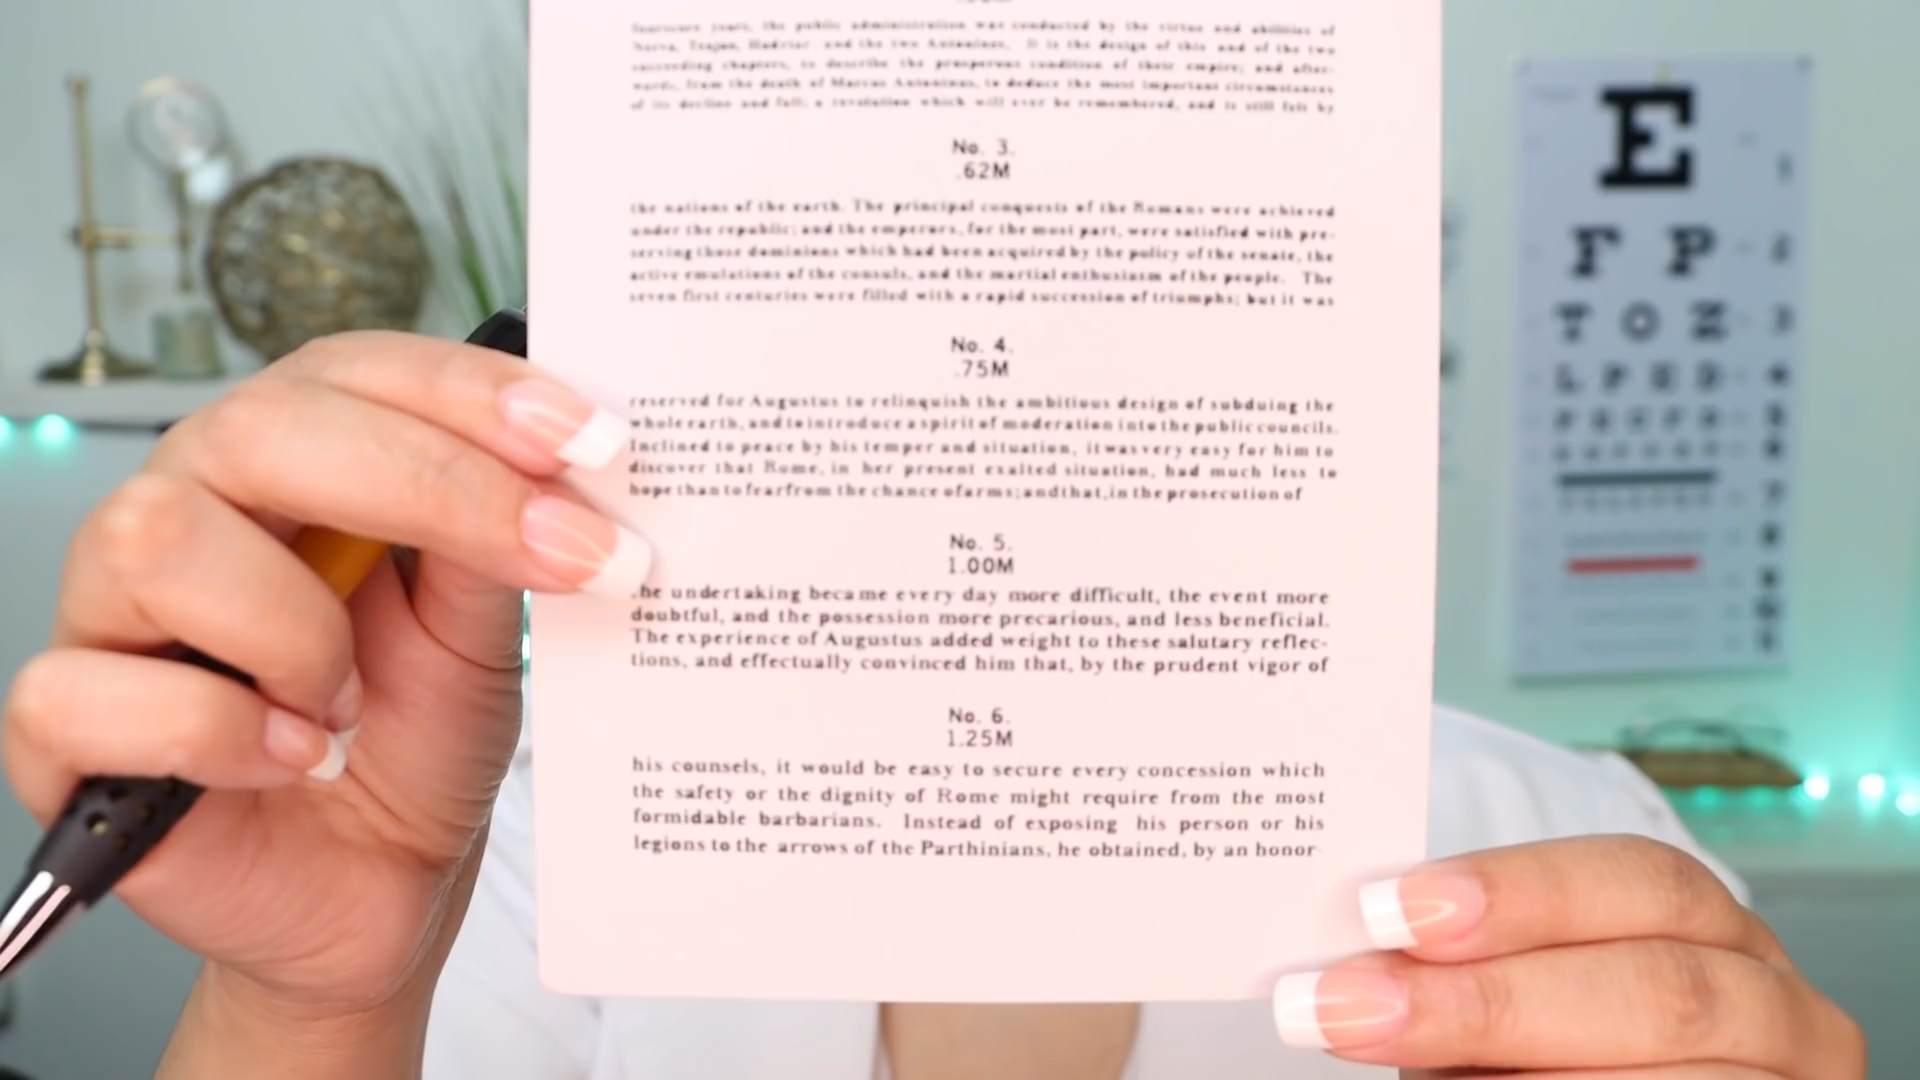 fourscore years, the public administration was conducted by the virtue and abilities of
Nerva, Trajan, Hadrian, and the two Antonines. It is the design of this and of the two
succeeding chapters, to describe the prosperous condition of their empire; and after-
wards, from the death of Marcus Antoninus, to deduce the most important circumstances
of its decline and fall; a revolution which will ever be remembered, and is still felt by
No. 3.
.62M
the nations of the earth. The principal conquests of the Romans were achieved
under the republic; and the emperors, for the most part, were satisfied with pre-
serving those dominions which had been acquired by the policy of the senate, the
active emulations of the consuls, and the martial enthusiasm of the people. The
seven first centuries were filled with a rapid succession of triumphs; but it was
No. 4.
.75M
reserved for Augustus to relinquish the ambitious design of subduing the
whole earth, and to introduce a spirit of moderation into the public councils.
Inclined to peace by his temper and situation, it was very easy for him to
discover that Rome, in her present exalted situation, had much less to
hope than to fear from the chance of arms; and that, in the prosecution of
No. 5.
1.00M
he undertaking became every day more difficult, the event more
doubtful, and the possession more precarious, and less beneficial.
The experience of Augustus added weight to these salutary reflec-
tions, and effectually convinced him that, by the prudent vigor of
No. 6.
1.25M
his counsels, it would be easy to secure every concession which
the safety or the dignity of Rome might require from the most
formidable barbarians. Instead of exposing his person or his
legions to the arrows of the Parthinians, he obtained, by an honor-
E 1
F P 2
T O Z 3
L P E D 4
P E C F D 5
6
7
8